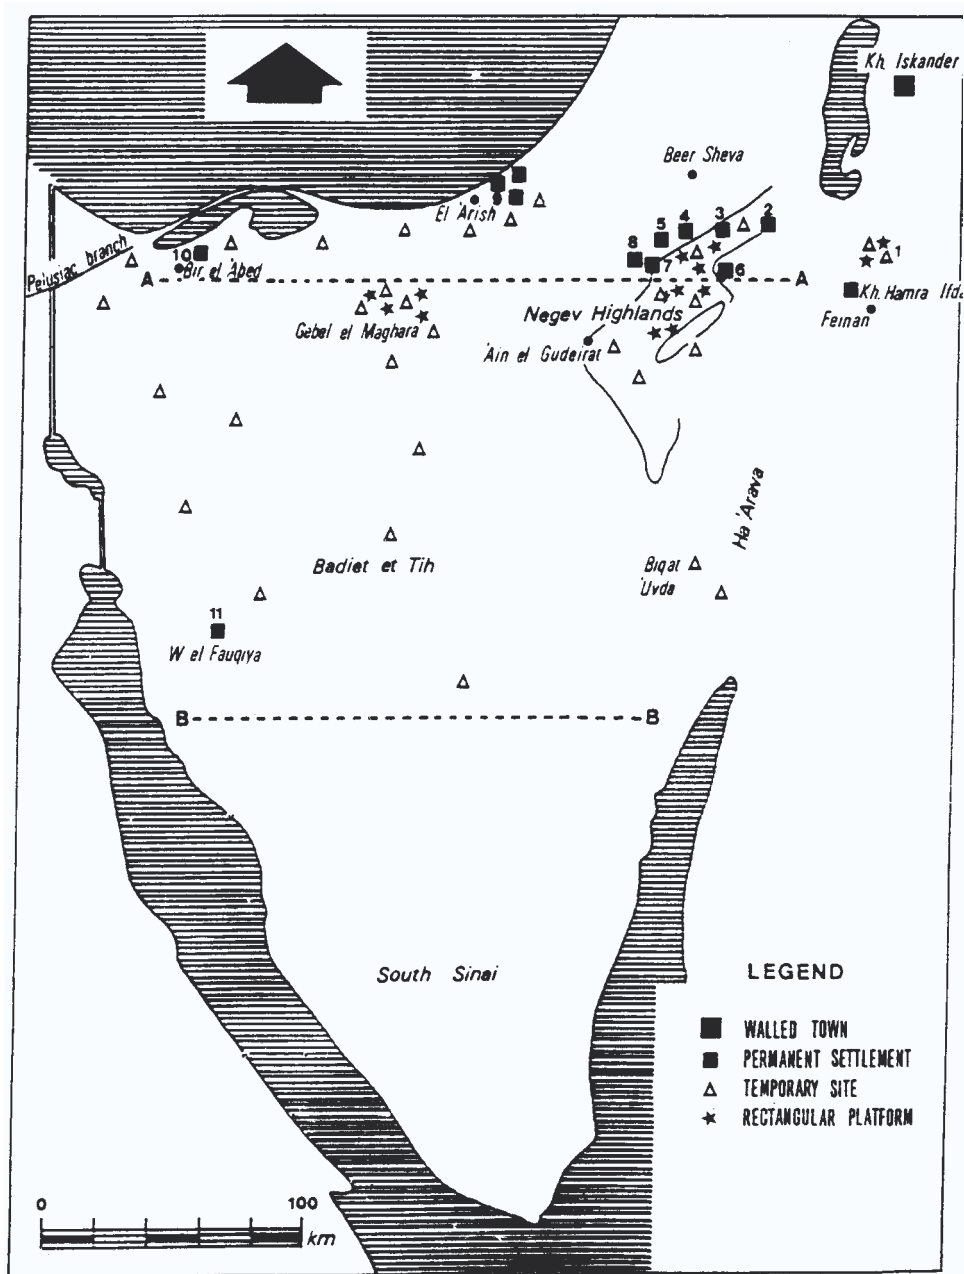 Kh. Iskander
Beer Sheva
9
El 'Arish
5
4
3
2
8
7
6
1
Pelusiac branch
10
Bir el 'Abed
A
A
Kh. Hamra Ifda
Feinan
Gebel el Maghara
Negev Highlands
'Ain el Gudeirat
Ha 'Arava
Badiet et Tih
Biqat
'Uvda
11
W el Fauqiya
B
B
South Sinai
LEGEND
WALLED TOWN
PERMANENT SETTLEMENT
TEMPORARY SITE
RECTANGULAR PLATFORM
0
100
km